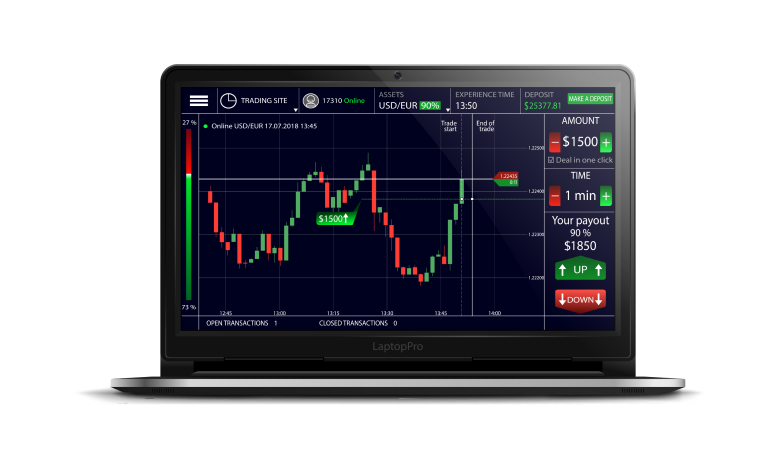 TRADING SITE
17310 Online
ASSETS
USD/EUR 90%
EXPERIENCE TIME
13:50
DEPOSIT
$25377.81
MAKE A DEPOSIT
27 %
73 %
Online USD/EUR 17.07.2018 13:45
Trade
start
End of
trade
1.22500
1.22435
0:11
1.22400
1.22300
1.22200
$1500
12:45
13:00
13:15
13:30
13:45
14:00
OPEN TRANSACTIONS 1
CLOSED TRANSACTIONS 0
AMOUNT
− $1500 +
Deal in one click
TIME
− 1 min +
Your payout
90 %
$1850
UP
DOWN
LaptopPro